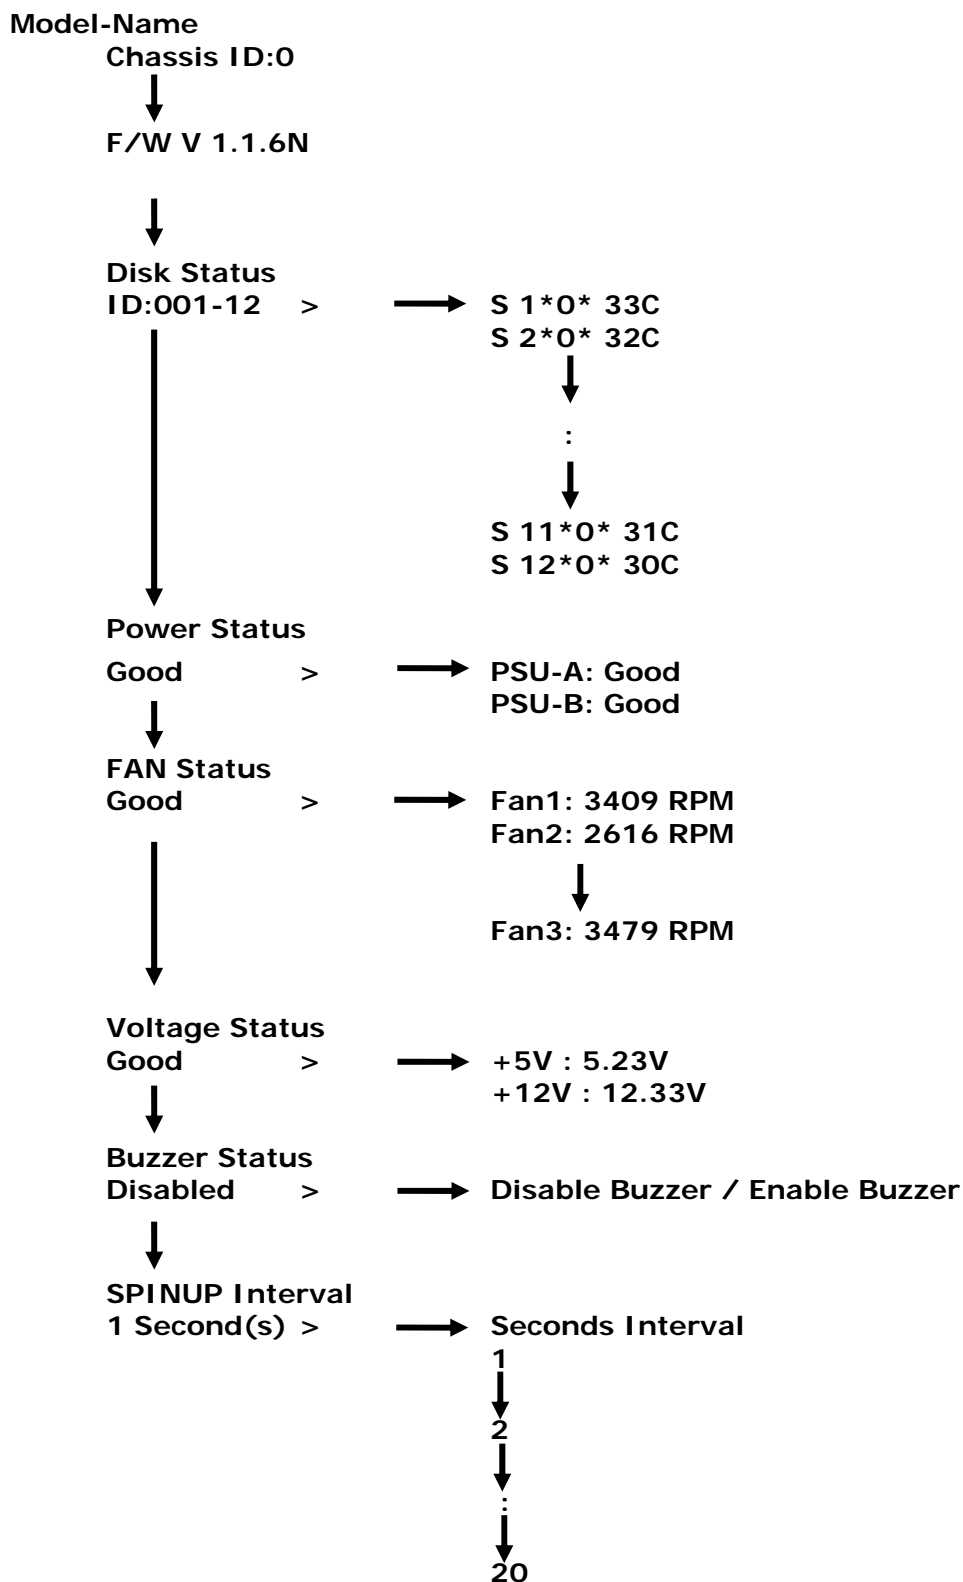 Model-Name
Chassis ID:0
F/W V 1.1.6N
Disk Status
ID:001-12 >
S 1*0* 33C
S 2*0* 32C
:
S 11*0* 31C
S 12*0* 30C
Power Status
Good >
PSU-A: Good
PSU-B: Good
FAN Status
Good >
Fan1: 3409 RPM
Fan2: 2616 RPM
Fan3: 3479 RPM
Voltage Status
Good >
+5V : 5.23V
+12V : 12.33V
Buzzer Status
Disabled >
Disable Buzzer / Enable Buzzer
SPINUP Interval
1 Second(s) >
Seconds Interval
1
2
:
20